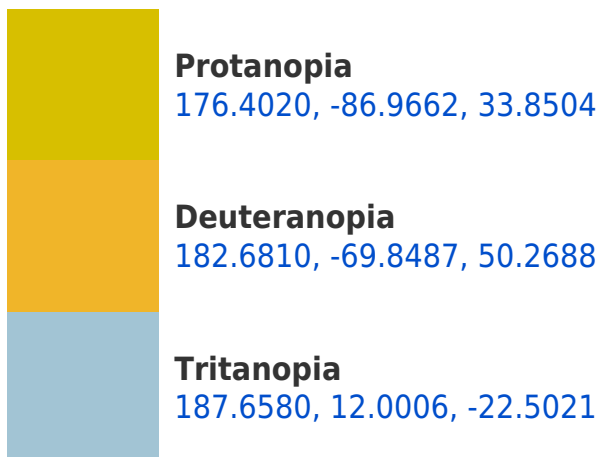 Protanopia
176.4020, -86.9662, 33.8504
Deuteranopia
182.6810, -69.8487, 50.2688
Tritanopia
187.6580, 12.0006, -22.5021